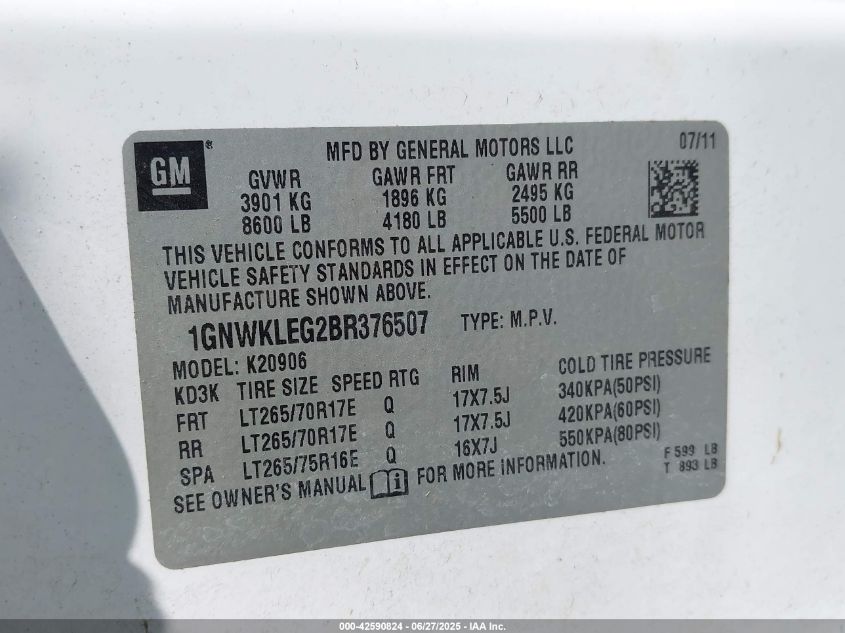 GM®
MFD BY GENERAL MOTORS LLC
07/11
GVWR GAWR FRT GAWR RR
3901 KG 1896 KG 2495 KG
8600 LB 4180 LB 5500 LB
THIS VEHICLE CONFORMS TO ALL APPLICABLE U.S. FEDERAL MOTOR
VEHICLE SAFETY STANDARDS IN EFFECT ON THE DATE OF
MANUFACTURE SHOWN ABOVE.
1GNWKLEG2BR376507 TYPE: M.P.V.
MODEL: K20906
KD3K TIRE SIZE SPEED RTG RIM COLD TIRE PRESSURE
FRT LT265/70R17E Q 17X7.5J 340KPA(50PSI)
RR LT265/70R17E Q 17X7.5J 420KPA(60PSI)
SPA LT265/75R16E Q 16X7J 550KPA(80PSI)
SEE OWNER'S MANUAL i FOR MORE INFORMATION.
F 599 LB
T 893 LB
000-42590824 - 06/27/2025 - IAA Inc.